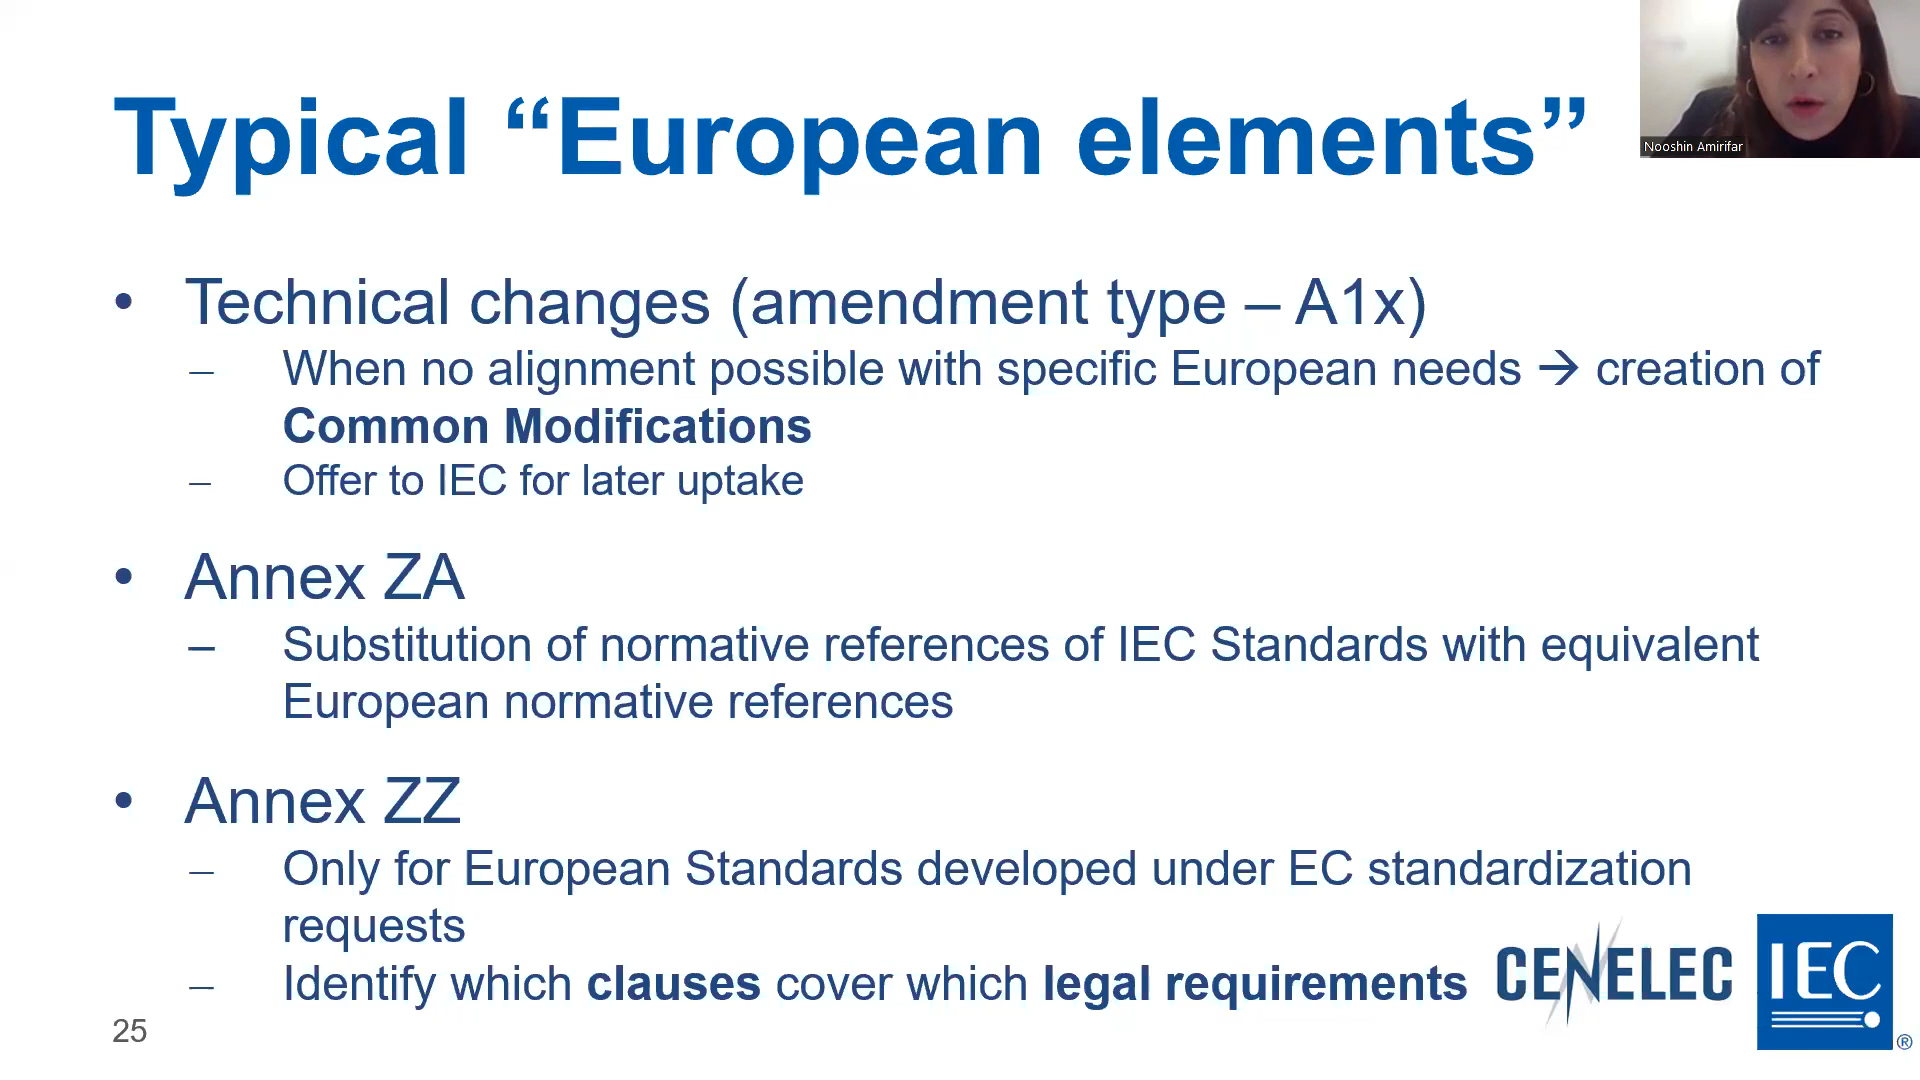 Typical “European elements”
Nooshin Amirifar
• Technical changes (amendment type – A1x)
– When no alignment possible with specific European needs → creation of
Common Modifications
– Offer to IEC for later uptake
• Annex ZA
– Substitution of normative references of IEC Standards with equivalent
European normative references
• Annex ZZ
– Only for European Standards developed under EC standardization
requests
– Identify which clauses cover which legal requirements
CENELEC
IEC
®
25